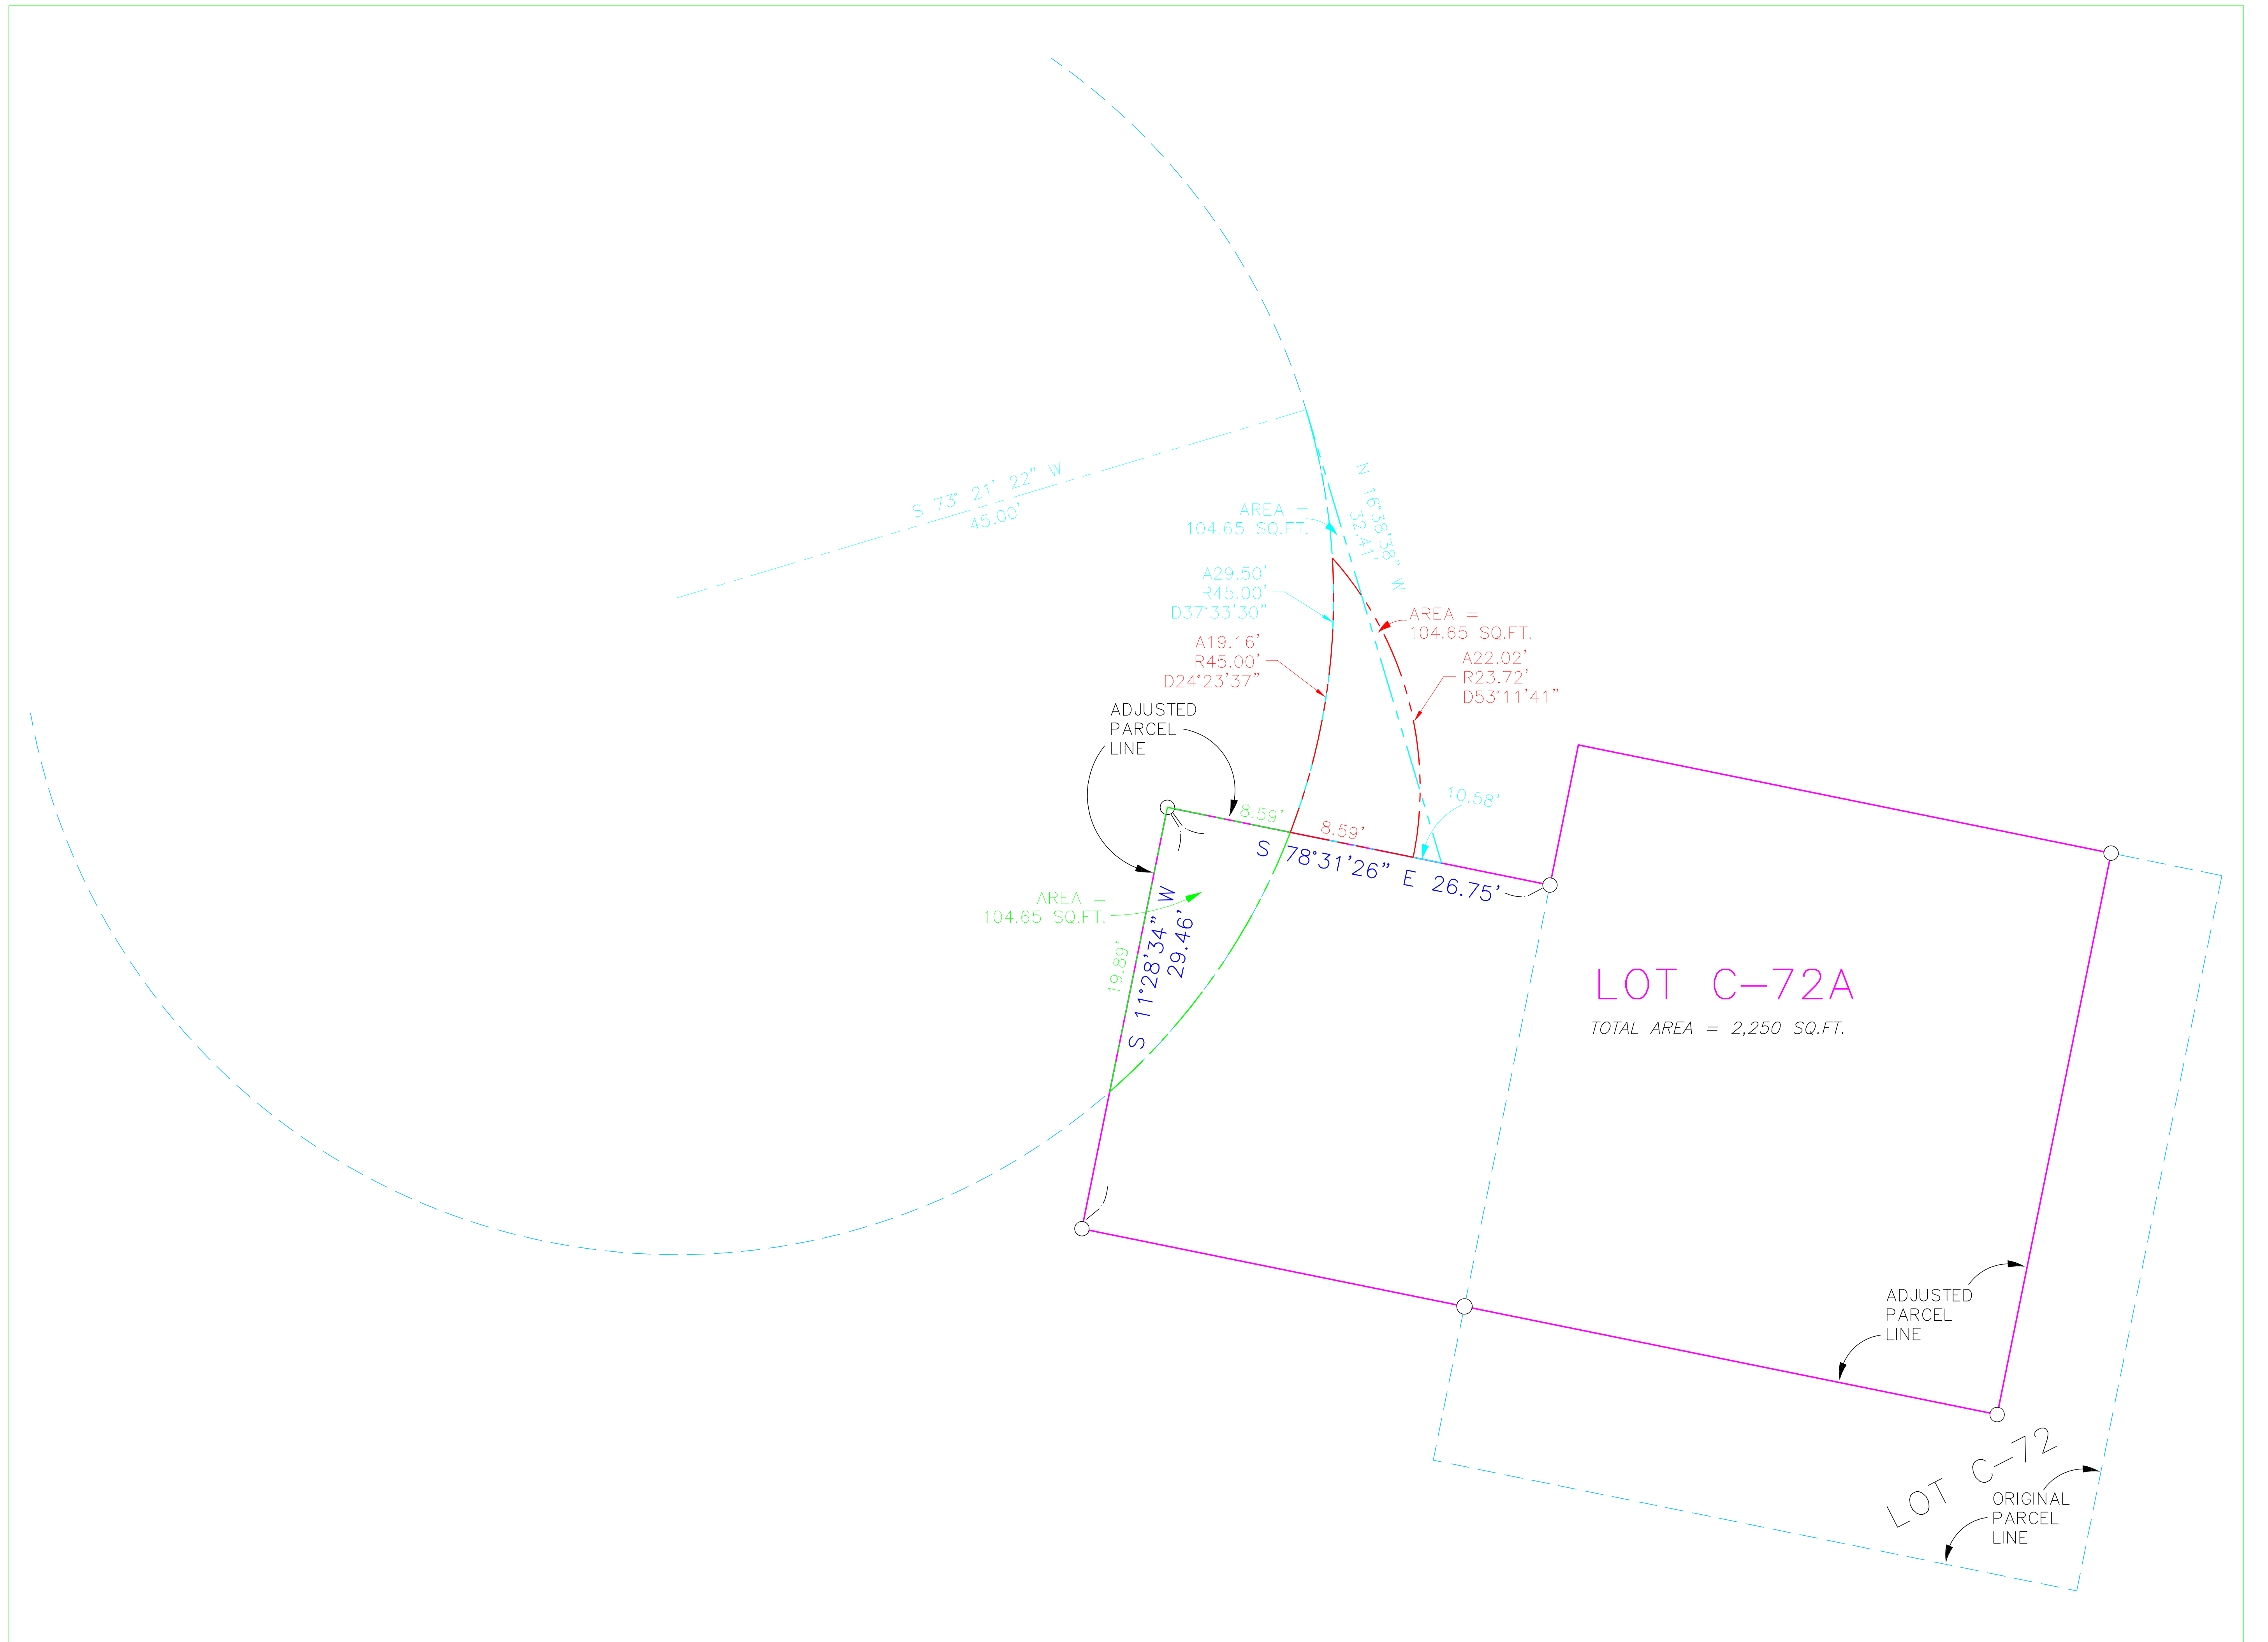 S 73° 21' 22" W
45.00'
N 16°38'38" W
32.41'
AREA =
104.65 SQ.FT.
A29.50'
R45.00'
D37°33'30"
A19.16'
R45.00'
D24°23'37"
AREA =
104.65 SQ.FT.
A22.02'
R23.72'
D53°11'41"
ADJUSTED
PARCEL
LINE
8.59'
8.59'
10.58'
S 78°31'26" E 26.75'
AREA =
104.65 SQ.FT.
19.89'
S 11°28'34" W
29.46'
LOT C-72A
TOTAL AREA = 2,250 SQ.FT.
ADJUSTED
PARCEL
LINE
LOT C-72
ORIGINAL
PARCEL
LINE